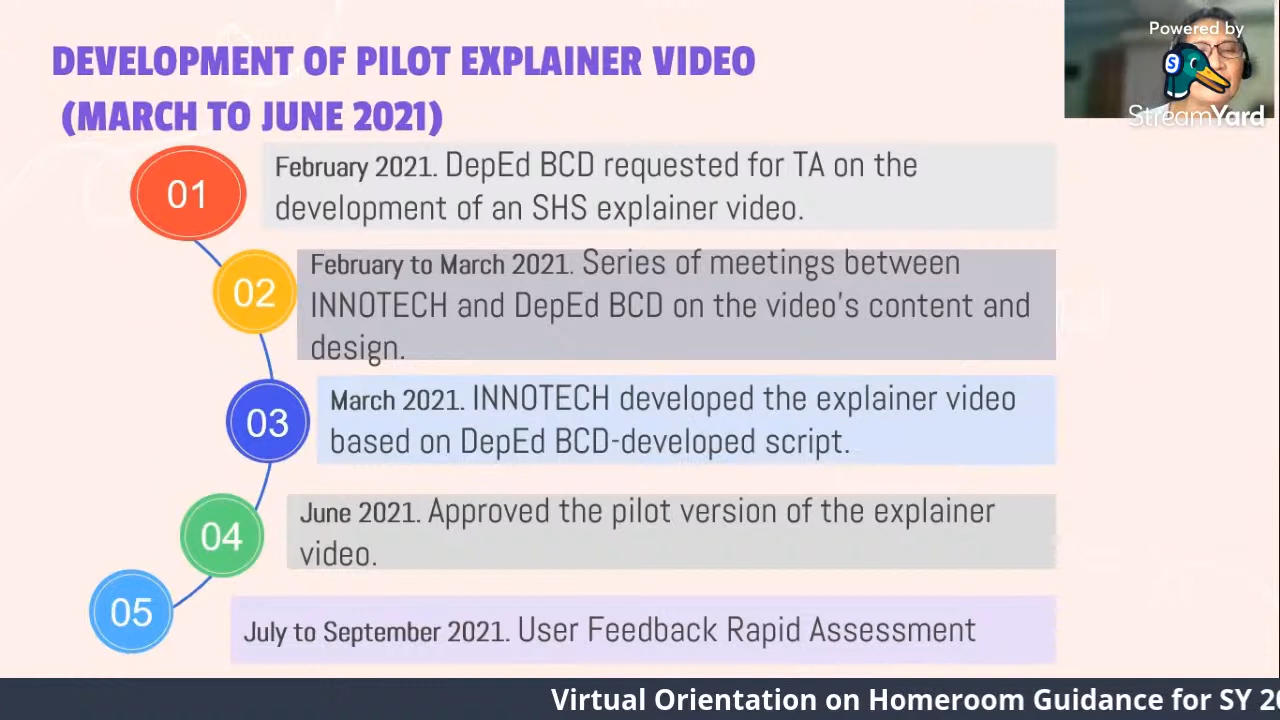 DEVELOPMENT OF PILOT EXPLAINER VIDEO
(MARCH TO JUNE 2021)
Powered by
S
StreamYard
01
February 2021. DepEd BCD requested for TA on the
development of an SHS explainer video.
02
February to March 2021. Series of meetings between
INNOTECH and DepEd BCD on the video's content and
design.
03
March 2021. INNOTECH developed the explainer video
based on DepEd BCD-developed script.
04
June 2021. Approved the pilot version of the explainer
video.
05
July to September 2021. User Feedback Rapid Assessment
Virtual Orientation on Homeroom Guidance for SY